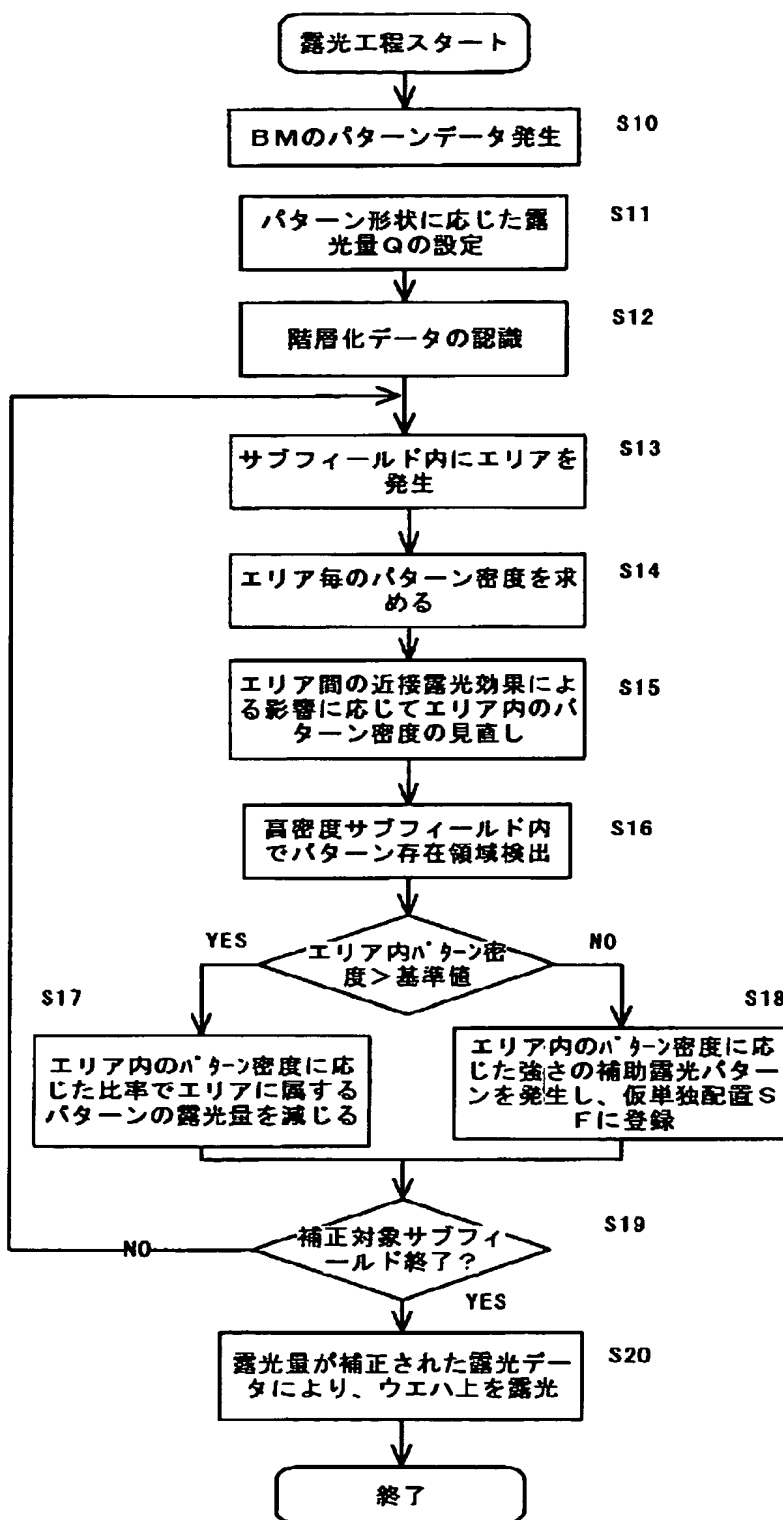 露光工程スタート
BMのパターンデータ発生
S10
パターン形状に応じた露
光量Qの設定
S11
階層化データの認識
S12
サブフィールド内にエリアを
発生
S13
エリア毎のパターン密度を求
める
S14
エリア間の近接露光効果によ
る影響に応じてエリア内のパ
ターン密度の見直し
S15
高密度サブフィールド内
でパターン存在領域検出
S16
YES
エリア内パターン密
度>基準値
NO
S17
エリア内のパターン密度に応
じた比率でエリアに属する
パターンの露光量を減じる
S18
エリア内のパターン密度に応
じた強さの補助露光パター
ンを発生し、仮単独配置S
Fに登録
NO
補正対象サブフィ
ールド終了?
S19
YES
露光量が補正された露光デー
タにより、ウエハ上を露光
S20
終了